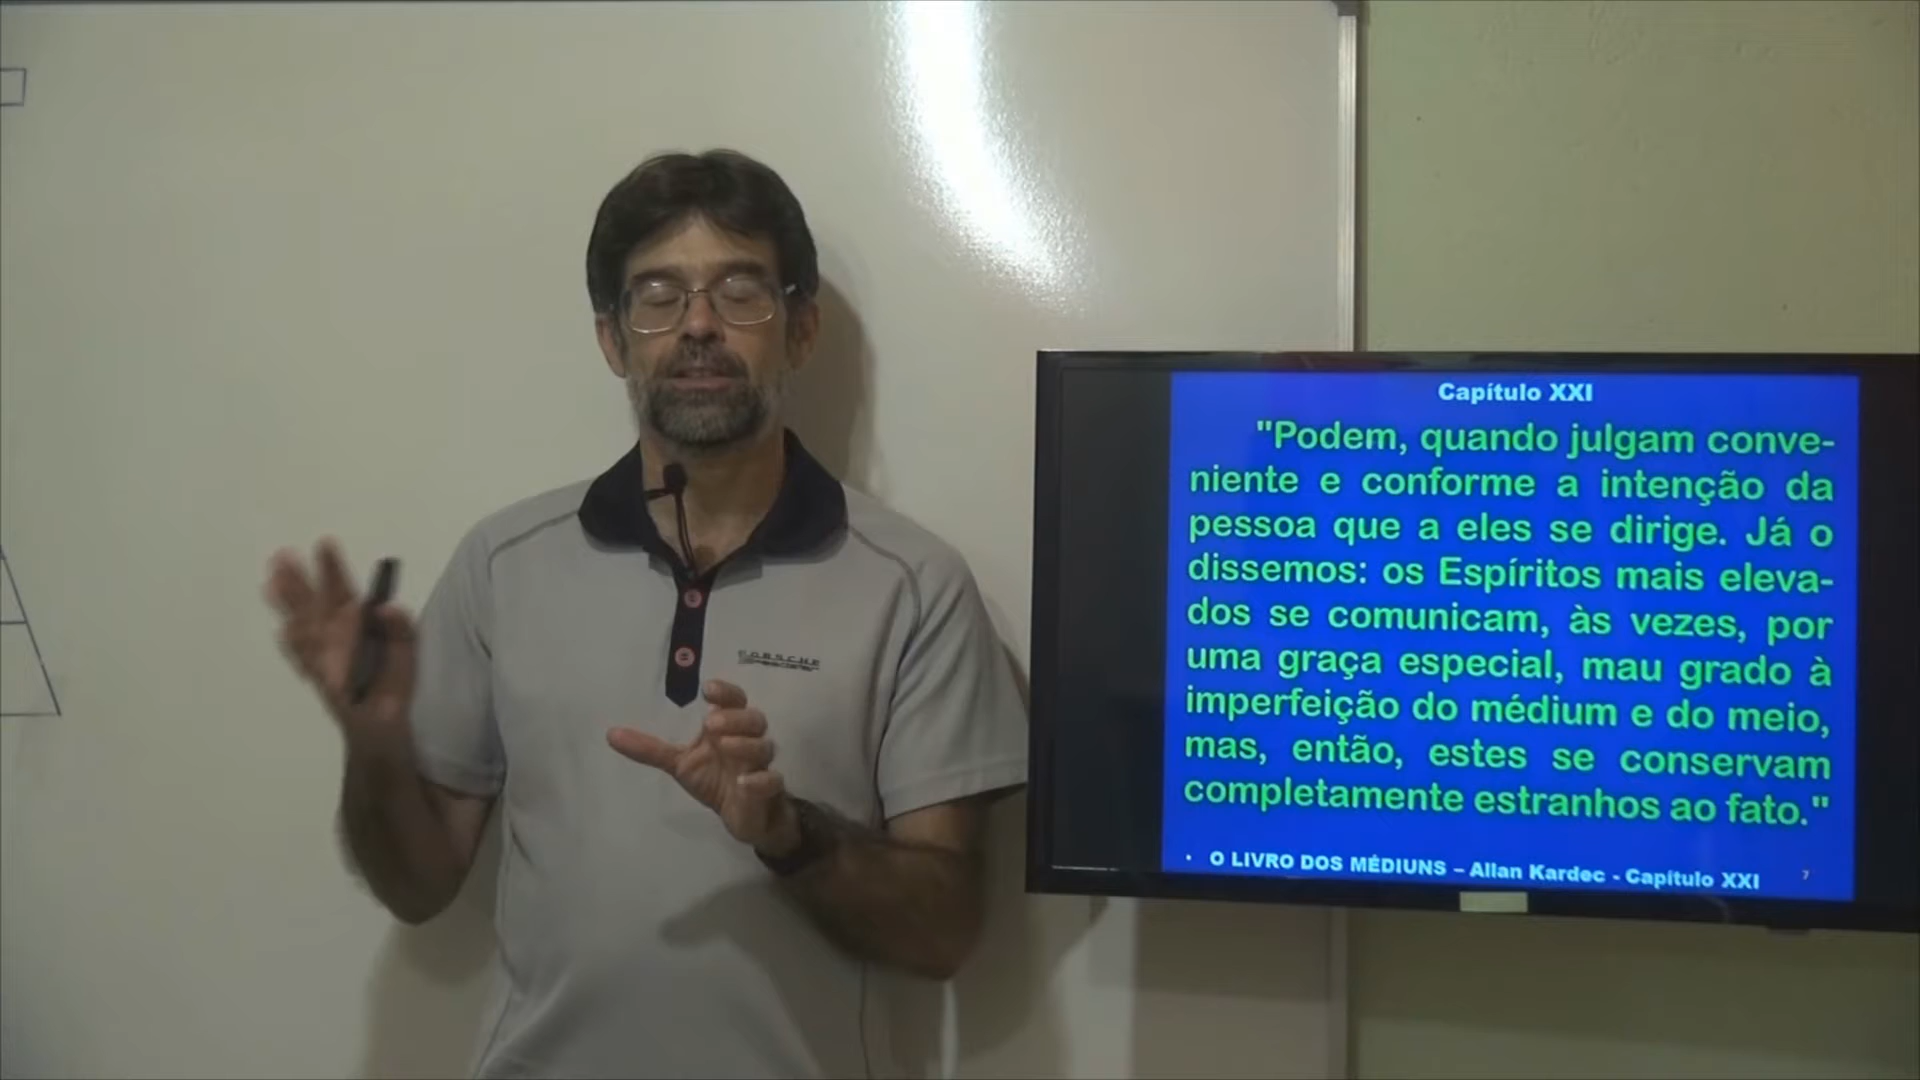 Capítulo XXI
"Podem, quando julgam conve-
niente e conforme a intenção da
pessoa que a eles se dirige. Já o
dissemos: os Espíritos mais eleva-
dos se comunicam, às vezes, por
uma graça especial, mau grado à
imperfeição do médium e do meio,
mas, então, estes se conservam
completamente estranhos ao fato."
• O LIVRO DOS MÉDIUNS – Allan Kardec - Capítulo XXI
7
PORSCHE